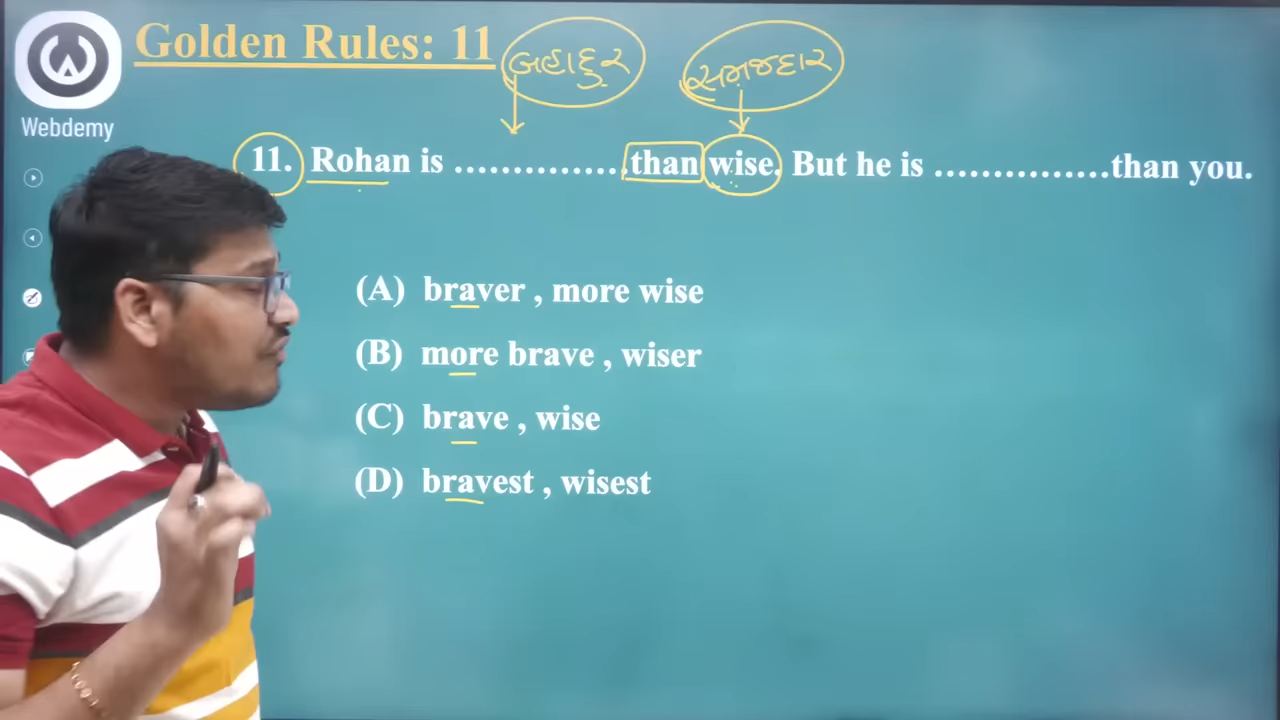 Golden Rules: 11
બહાદુર
સમજદાર
Webdemy
11. Rohan is ……………than wise. But he is ……………than you.
(A) braver , more wise
(B) more brave , wiser
(C) brave , wise
(D) bravest , wisest